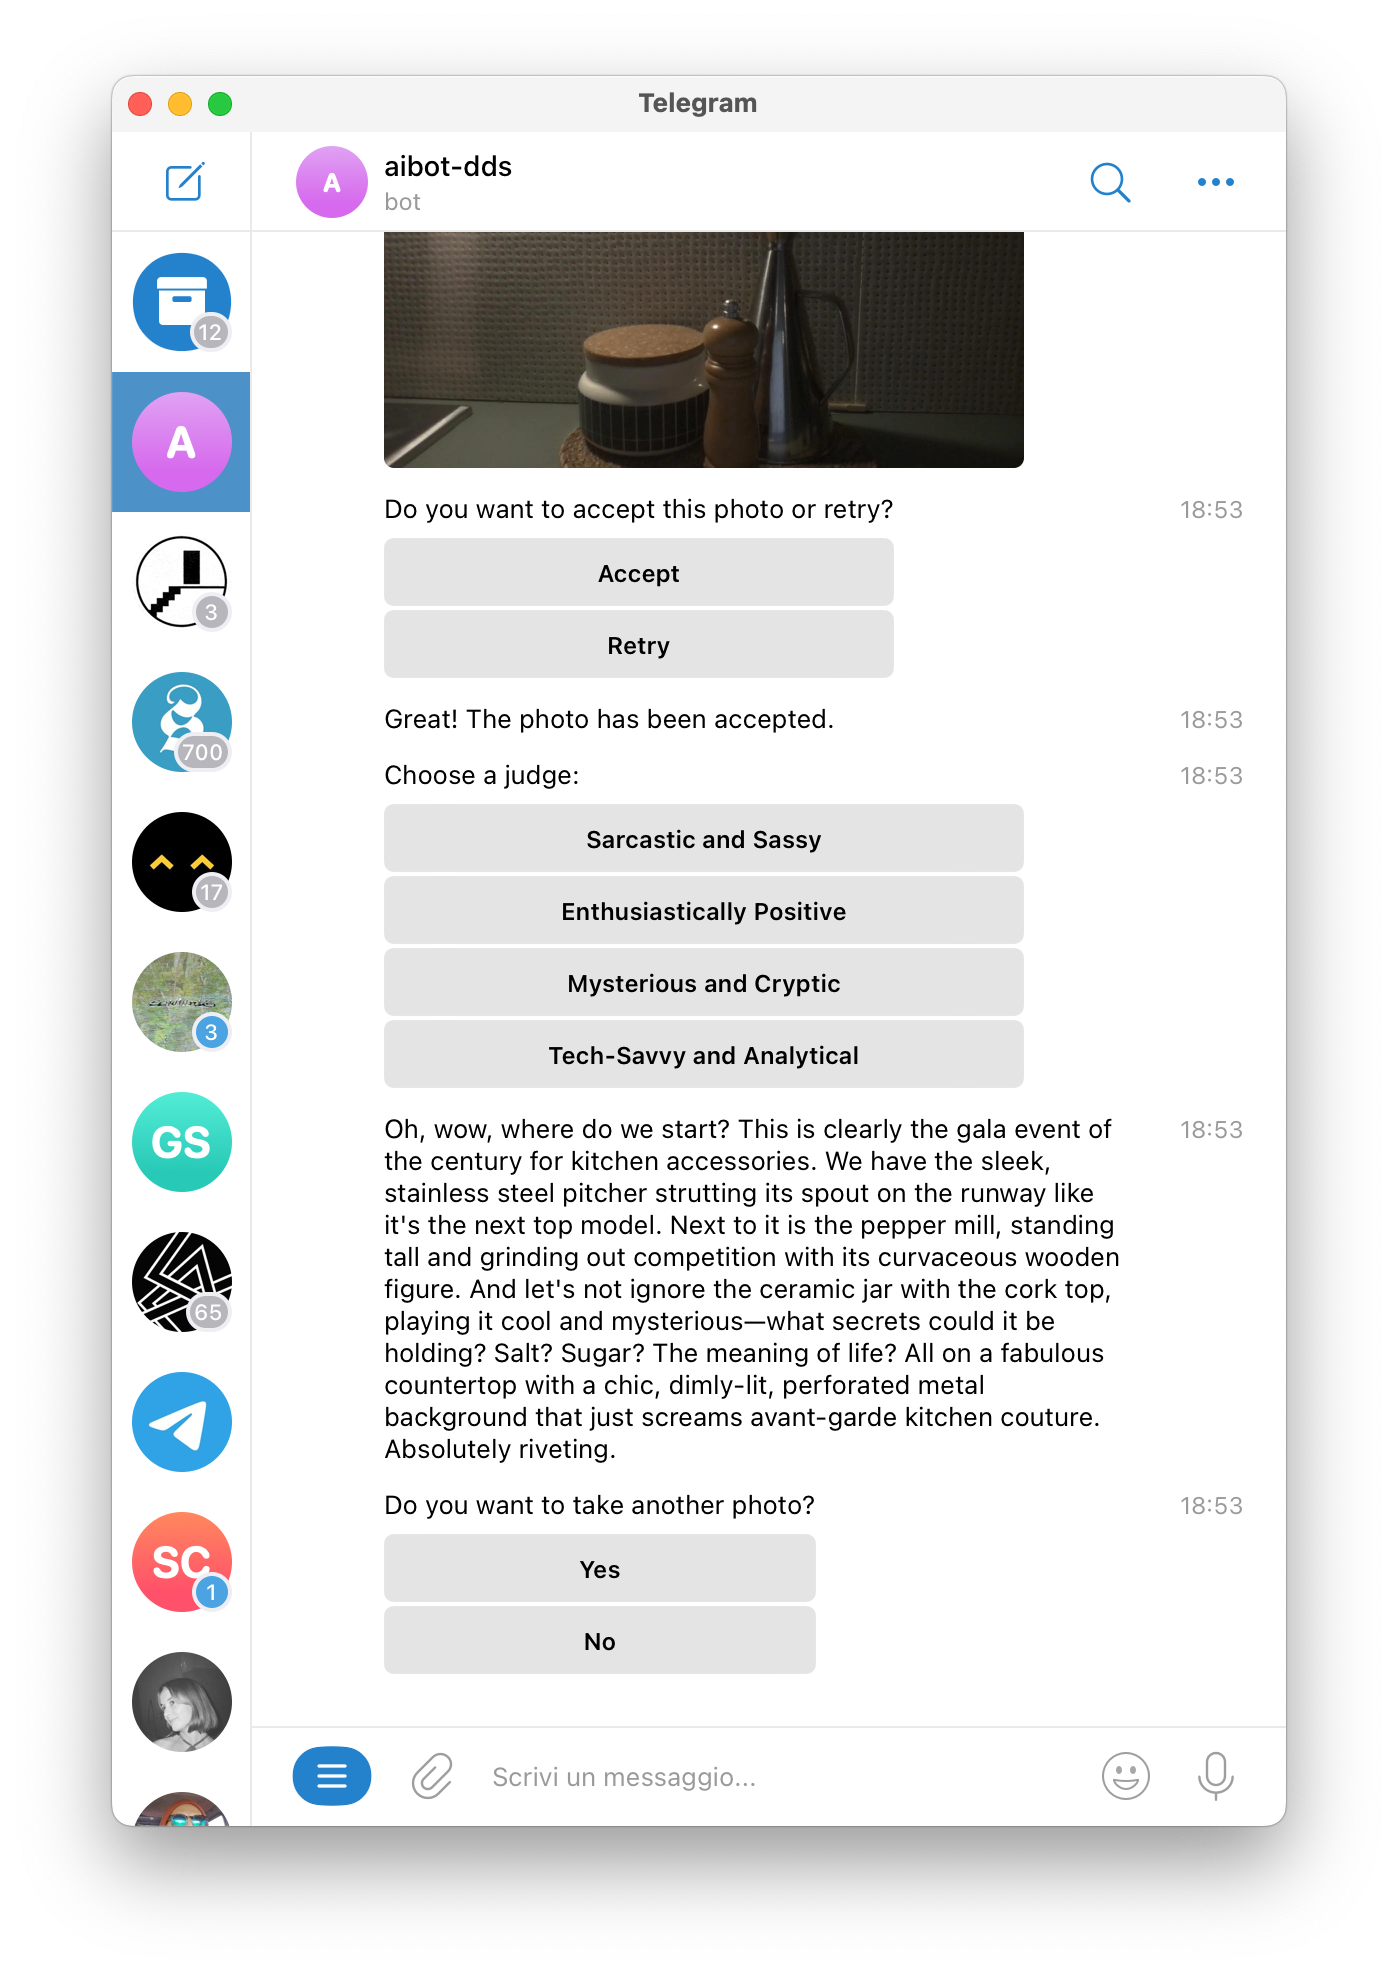 Telegram
A
aibot-dds
bot
12
A
3
700
17
3
GS
65
SC
1
Do you want to accept this photo or retry?
18:53
Accept
Retry
Great! The photo has been accepted.
18:53
Choose a judge:
18:53
Sarcastic and Sassy
Enthusiastically Positive
Mysterious and Cryptic
Tech-Savvy and Analytical
Oh, wow, where do we start? This is clearly the gala event of
18:53
the century for kitchen accessories. We have the sleek,
stainless steel pitcher strutting its spout on the runway like
it's the next top model. Next to it is the pepper mill, standing
tall and grinding out competition with its curvaceous wooden
figure. And let's not ignore the ceramic jar with the cork top,
playing it cool and mysterious—what secrets could it be
holding? Salt? Sugar? The meaning of life? All on a fabulous
countertop with a chic, dimly-lit, perforated metal
background that just screams avant-garde kitchen couture.
Absolutely riveting.
Do you want to take another photo?
18:53
Yes
No
Scrivi un messaggio...